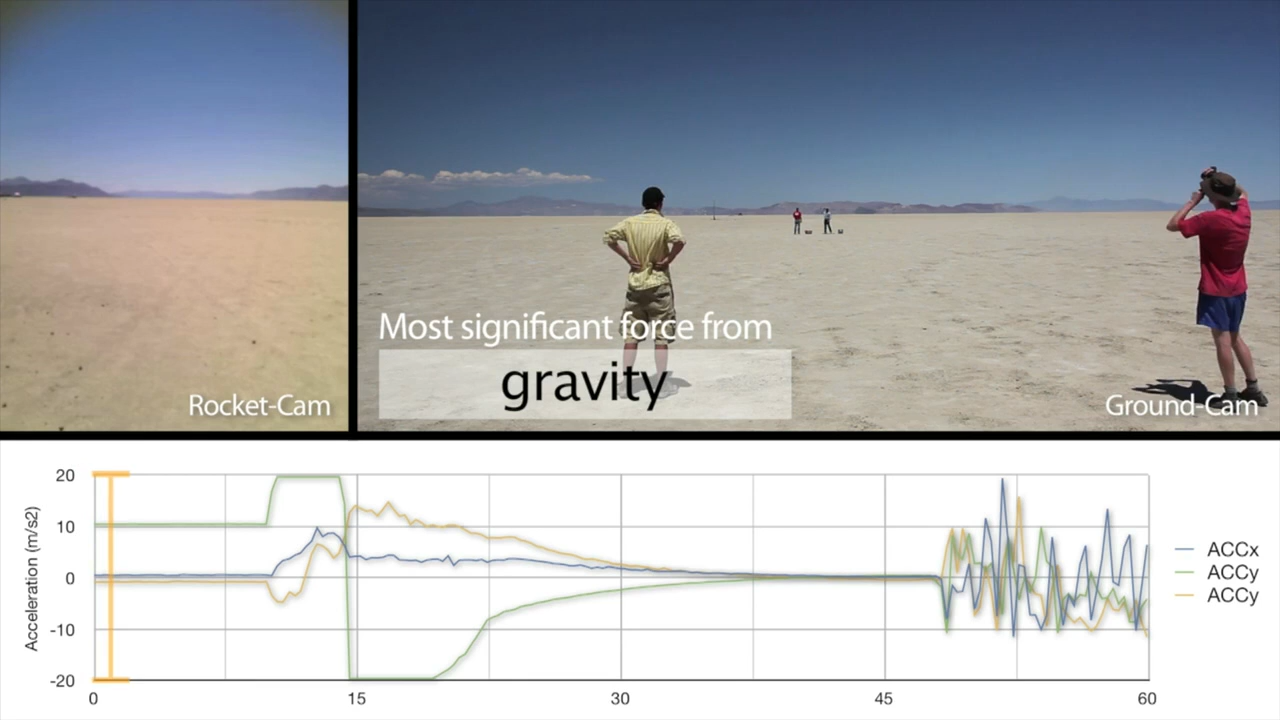 Rocket-Cam
Most significant force from
gravity
Ground-Cam
Acceleration (m/s2)
20
10
0
-10
-20
0
15
30
45
60
ACCx
ACCy
ACCy